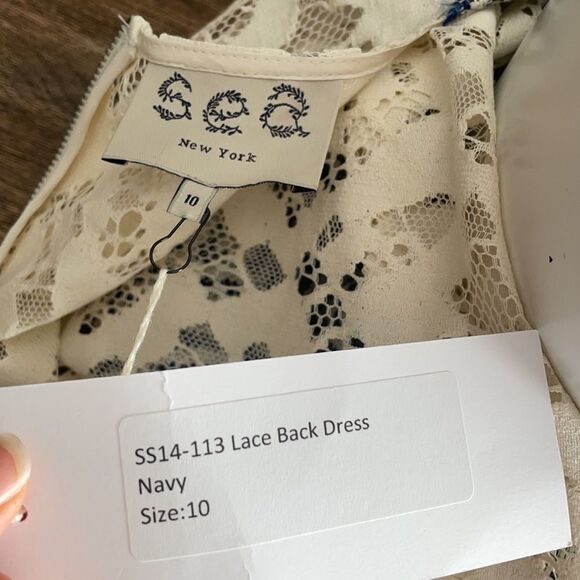 Sea
New York
10
SS14-113 Lace Back Dress
Navy
Size:10